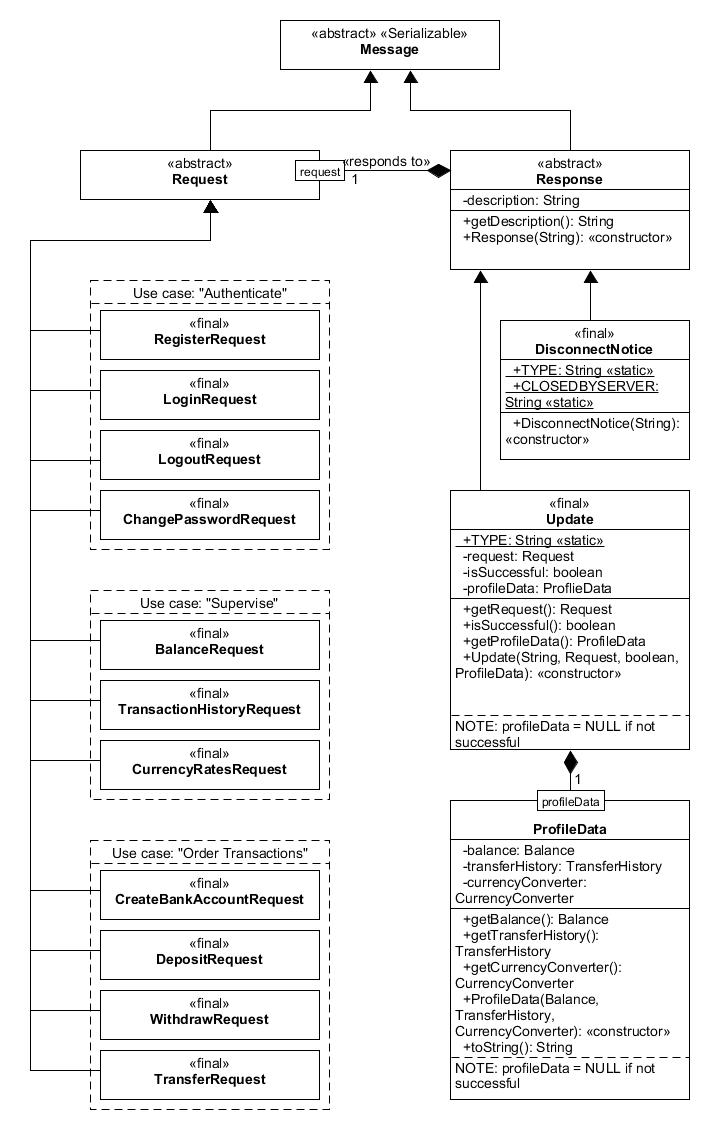 «abstract» «Serializable»
Message
«abstract»
Request
request
«responds to»
1
«abstract»
Response
-description: String
+getDescription(): String
+Response(String): «constructor»
Use case: "Authenticate"
«final»
RegisterRequest
«final»
LoginRequest
«final»
LogoutRequest
«final»
ChangePasswordRequest
Use case: "Supervise"
«final»
BalanceRequest
«final»
TransactionHistoryRequest
«final»
CurrencyRatesRequest
Use case: "Order Transactions"
«final»
CreateBankAccountRequest
«final»
DepositRequest
«final»
WithdrawRequest
«final»
TransferRequest
«final»
DisconnectNotice
+TYPE: String «static»
+CLOSEDBYSERVER:
String «static»
+DisconnectNotice(String):
«constructor»
«final»
Update
+TYPE: String «static»
-request: Request
-isSuccessful: boolean
-profileData: ProflieData
+getRequest(): Request
+isSuccessful(): boolean
+getProfileData(): ProfileData
+Update(String, Request, boolean,
ProfileData): «constructor»
NOTE: profileData = NULL if not
successful
1
profileData
ProfileData
-balance: Balance
-transferHistory: TransferHistory
-currencyConverter:
CurrencyConverter
+getBalance(): Balance
+getTransferHistory():
TransferHistory
+getCurrencyConverter():
CurrencyConverter
+ProfileData(Balance,
TransferHistory,
CurrencyConverter): «constructor»
+toString(): String
NOTE: profileData = NULL if not
successful